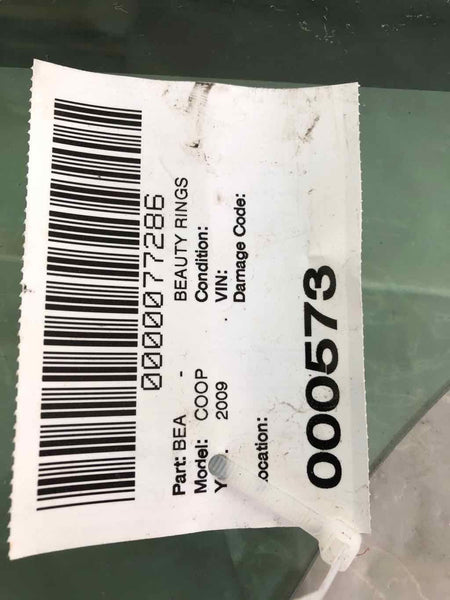 0000077286
Part: BEA - BEAUTY RINGS
Model: COOP Condition:
2009 VIN:
Damage Code:
ocation:
000573